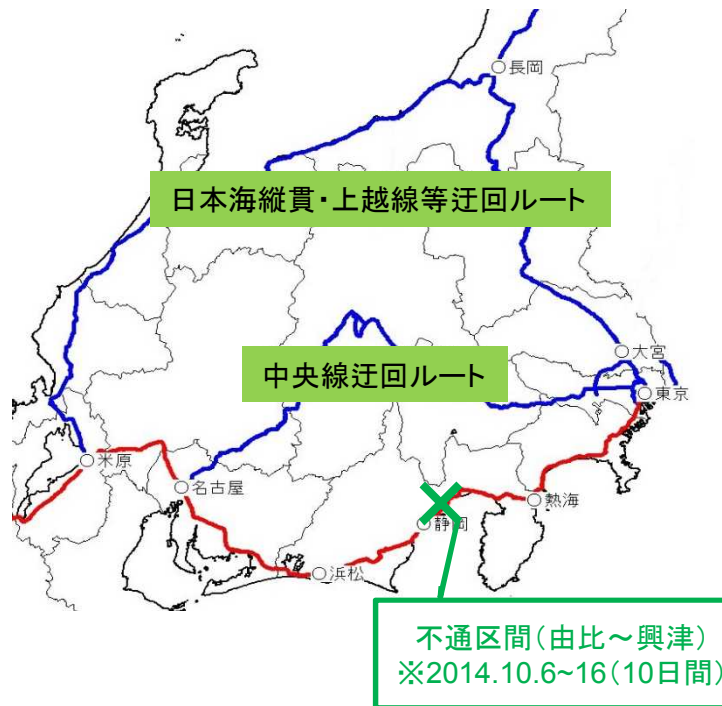 ○長岡
日本海縦貫・上越線等迂回ルート
○大宮
中央線迂回ルート
○東京
○米原
○名古屋
○熱海
○静岡
○浜松
不通区間(由比~興津)
※2014.10.6~16(10日間)